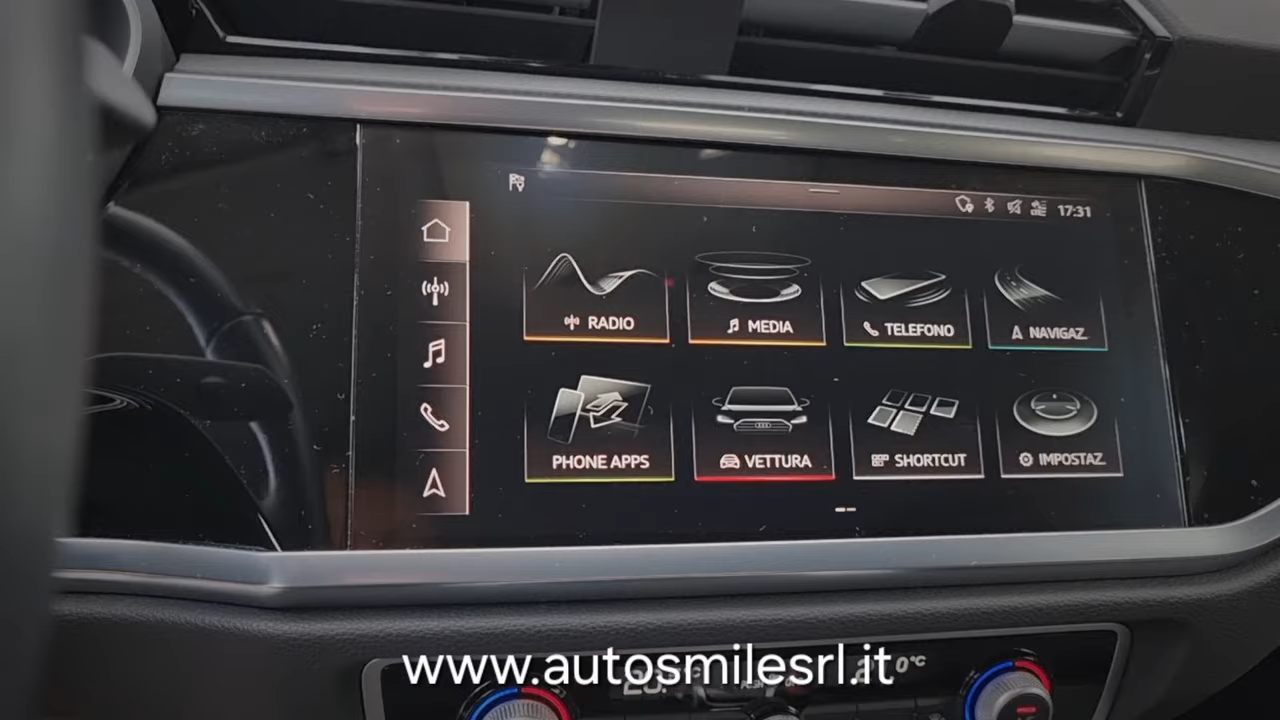 17:31
RADIO
MEDIA
TELEFONO
NAVIGAZ.
PHONE APPS
VETTURA
SHORTCUT
IMPOSTAZ.
www.autosmilesrl.it